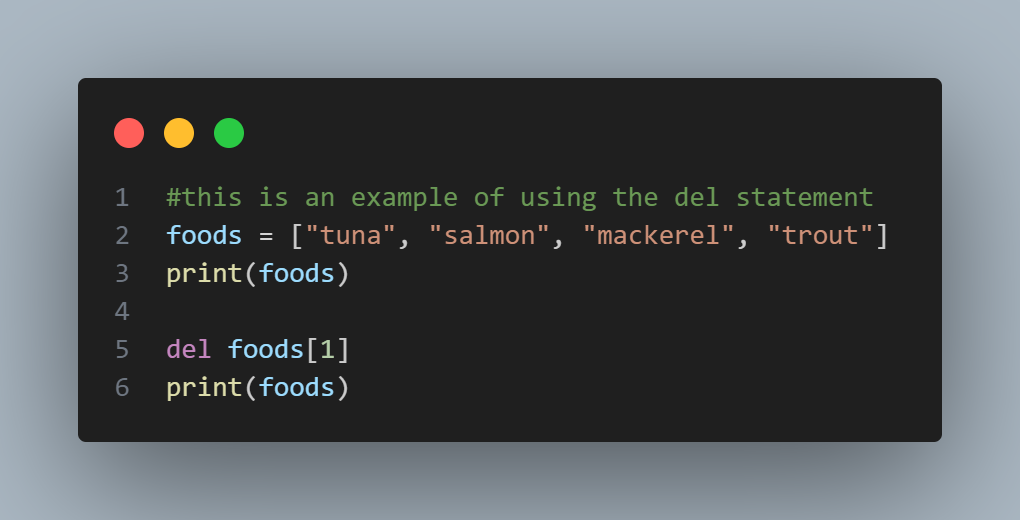 1 #this is an example of using the del statement
2 foods = ["tuna", "salmon", "mackerel", "trout"]
3 print(foods)
4
5 del foods[1]
6 print(foods)